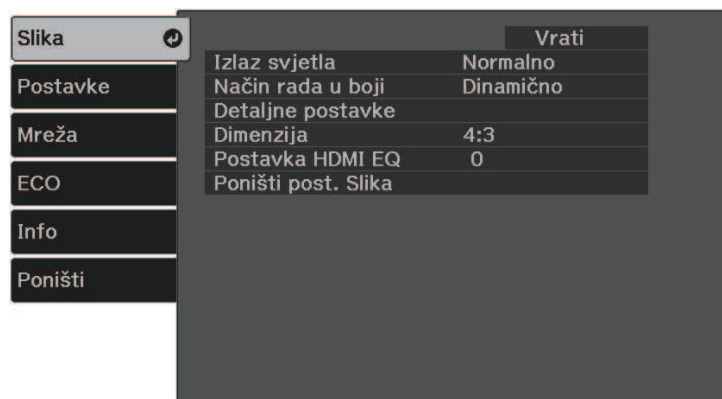 Slika
Postavke
Mreža
ECO
Info
Poništi
Vrati
Izlaz svjetla Normalno
Način rada u boji Dinamično
Detaljne postavke
Dimenzija 4:3
Postavka HDMI EQ 0
Poništi post. Slika